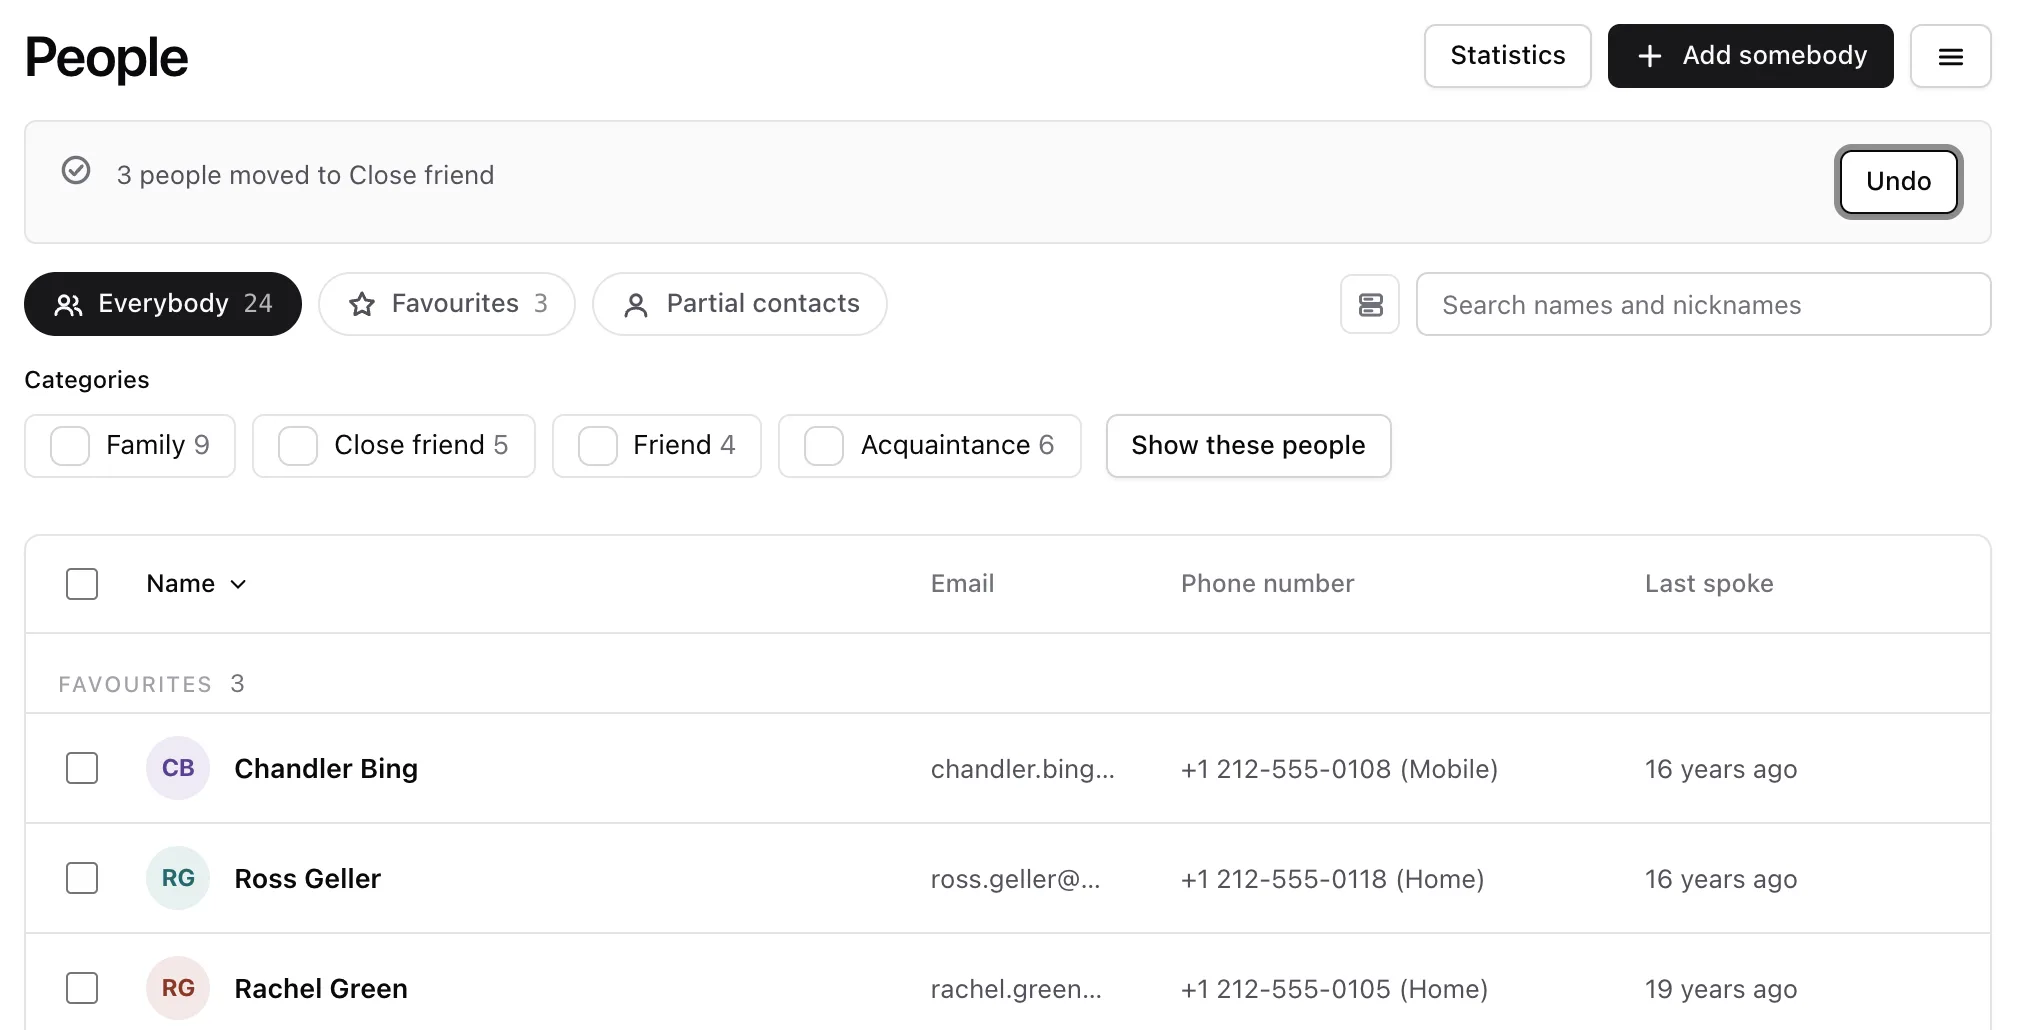 People
Statistics
Add somebody
3 people moved to Close friend
Undo
Everybody 24
Favourites 3
Partial contacts
Search names and nicknames
Categories
Family 9
Close friend 5
Friend 4
Acquaintance 6
Show these people
Name Email Phone number Last spoke
FAVOURITES 3
CB Chandler Bing chandler.bing... +1 212-555-0108 (Mobile) 16 years ago
RG Ross Geller ross.geller@... +1 212-555-0118 (Home) 16 years ago
RG Rachel Green rachel.green... +1 212-555-0105 (Home) 19 years ago